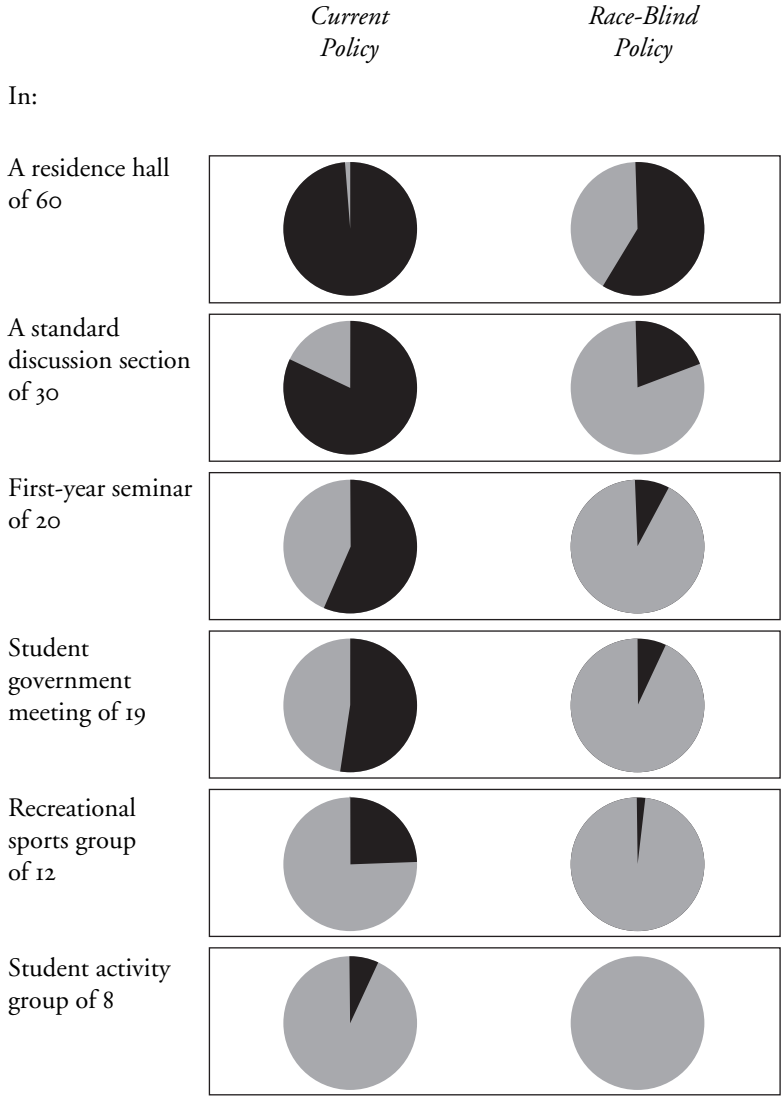 Current
Policy
Race-Blind
Policy
In:
A residence hall
of 60
A standard
discussion section
of 30
First-year seminar
of 20
Student
government
meeting of 19
Recreational
sports group
of 12
Student activity
group of 8